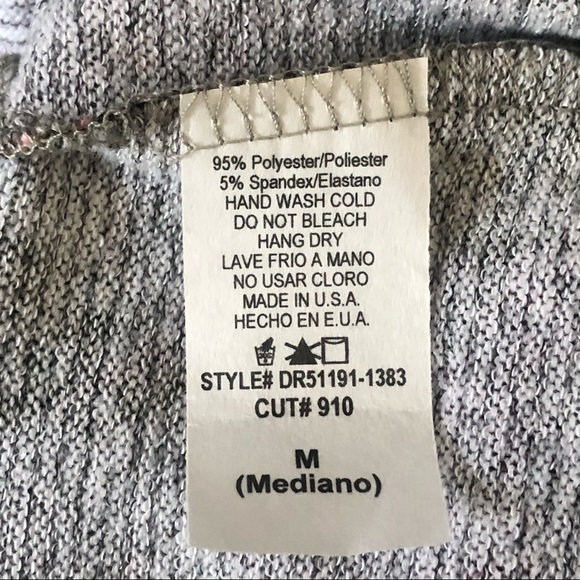 95% Polyester/Poliester
5% Spandex/Elastano
HAND WASH COLD
DO NOT BLEACH
HANG DRY
LAVE FRIO A MANO
NO USAR CLORO
MADE IN U.S.A.
HECHO EN E.U.A.
STYLE# DR51191-1383
CUT# 910
M
(Mediano)